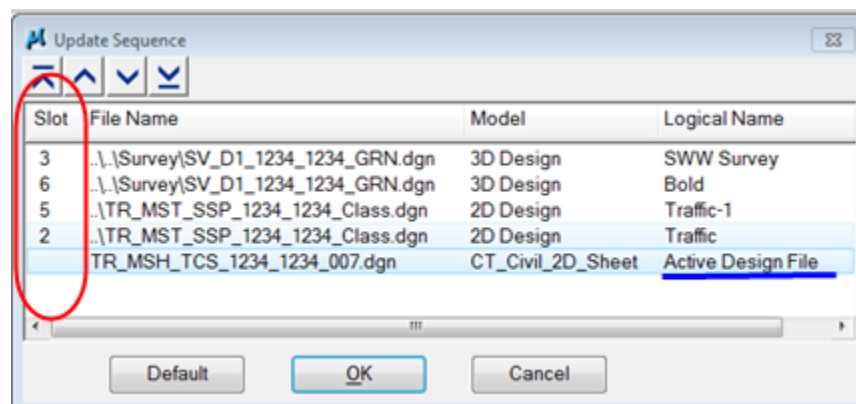 Update Sequence
Slot File Name Model Logical Name
3 ..\..\Survey\SV_D1_1234_1234_GRN.dgn 3D Design SWW Survey
6 ..\..\Survey\SV_D1_1234_1234_GRN.dgn 3D Design Bold
5 ..\TR_MST_SSP_1234_1234_Class.dgn 2D Design Traffic-1
2 ..\TR_MST_SSP_1234_1234_Class.dgn 2D Design Traffic
TR_MSH_TCS_1234_1234_007.dgn CT_Civil_2D_Sheet Active Design File
Default OK Cancel